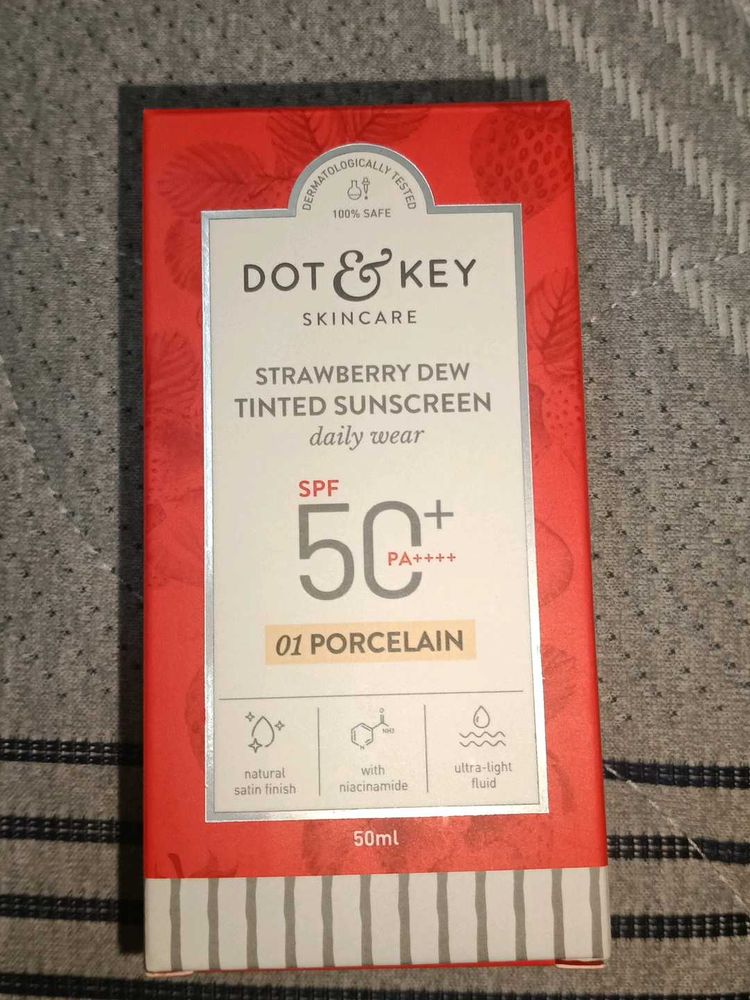 DERMATOLOGICALLY TESTED
100% SAFE
DOT & KEY
SKINCARE
STRAWBERRY DEW
TINTED SUNSCREEN
daily wear
SPF
50+
PA++++
01 PORCELAIN
natural
satin finish
N
O
NH3
with
niacinamide
ultra-light
fluid
50ml